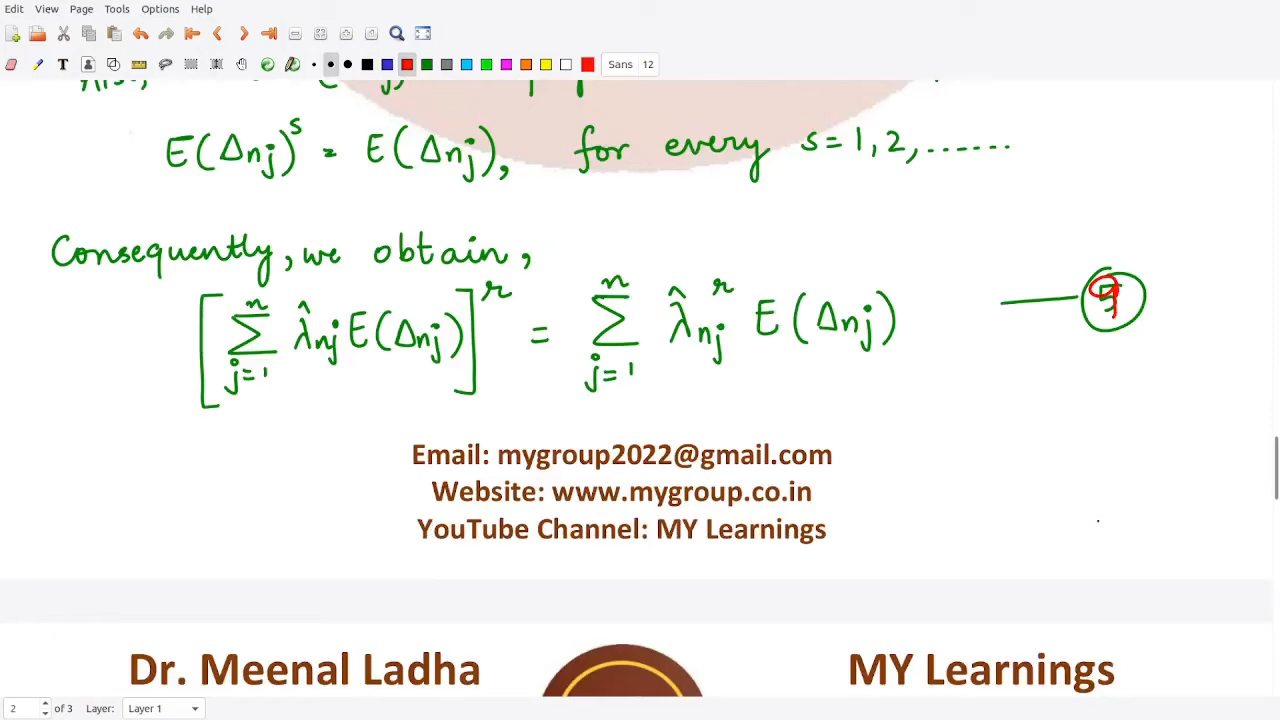 Edit View Page Tools Options Help
Sans 12
E(Δnj)^s = E(Δnj), for every s=1,2,......
Consequently, we obtain,
[∑_{j=1}^{n} λ̂nj E(Δnj)]^r = ∑_{j=1}^{n} λ̂nj^r E(Δnj) —— 9
Email: mygroup2022@gmail.com
Website: www.mygroup.co.in
YouTube Channel: MY Learnings
Dr. Meenal Ladha MY Learnings
2 of 3 Layer: Layer 1